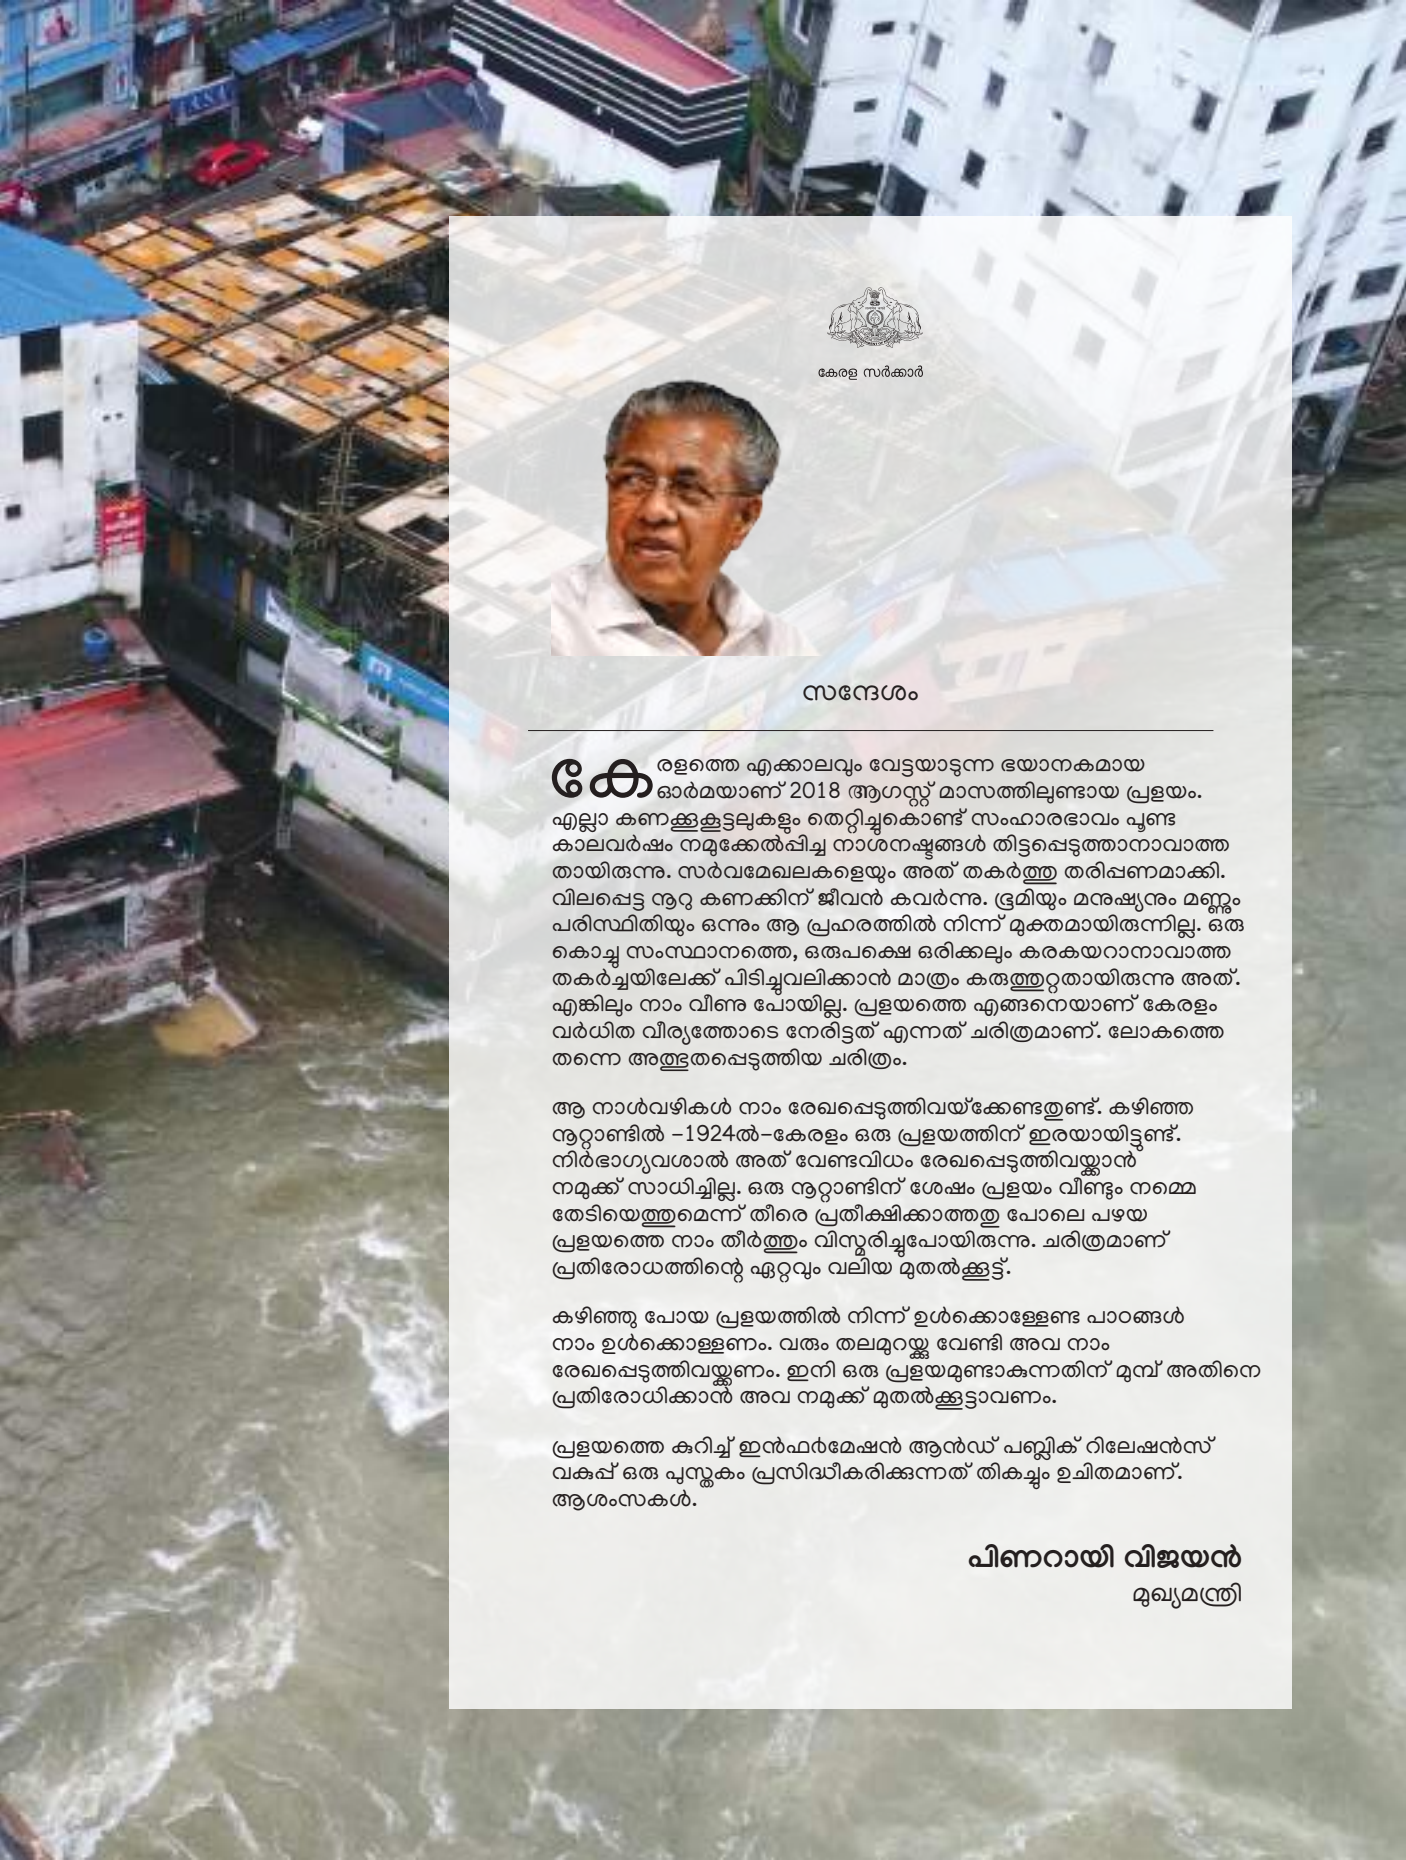 കേരള സർക്കാർ
സന്ദേശം
കേരളത്തെ എക്കാലവും വേട്ടയാടുന്ന ഭയാനകമായ
ഓർമയാണ് 2018 ആഗസ്റ്റ് മാസത്തിലുണ്ടായ പ്രളയം.
എല്ലാ കണക്കൂകൂട്ടലുകളും തെറ്റിച്ചുകൊണ്ട് സംഹാരഭാവം പൂണ്ട
കാലവർഷം നമുക്കേൽപ്പിച്ച നാശനഷ്ടങ്ങൾ തിട്ടപ്പെടുത്താനാവാത്ത
തായിരുന്നു. സർവമേഖലകളെയും അത് തകർത്തു തരിപ്പണമാക്കി.
വിലപ്പെട്ട നൂറു കണക്കിന് ജീവൻ കവർന്നു. ഭൂമിയും മനുഷ്യനും മണ്ണും
പരിസ്ഥിതിയും ഒന്നും ആ പ്രഹരത്തിൽ നിന്ന് മുക്തമായിരുന്നില്ല. ഒരു
കൊച്ചു സംസ്ഥാനത്തെ, ഒരുപക്ഷെ ഒരിക്കലും കരകയറാനാവാത്ത
തകർച്ചയിലേക്ക് പിടിച്ചുവലിക്കാൻ മാത്രം കരുത്തുറ്റതായിരുന്നു അത്.
എങ്കിലും നാം വീണു പോയില്ല. പ്രളയത്തെ എങ്ങനെയാണ് കേരളം
വർധിത വീര്യത്തോടെ നേരിട്ടത് എന്നത് ചരിത്രമാണ്. ലോകത്തെ
തന്നെ അത്ഭുതപ്പെടുത്തിയ ചരിത്രം.
ആ നാൾവഴികൾ നാം രേഖപ്പെടുത്തിവയ്ക്കേണ്ടതുണ്ട്. കഴിഞ്ഞ
നൂറ്റാണ്ടിൽ –1924ൽ–കേരളം ഒരു പ്രളയത്തിന് ഇരയായിട്ടുണ്ട്.
നിർഭാഗ്യവശാൽ അത് വേണ്ടവിധം രേഖപ്പെടുത്തിവയ്ക്കാൻ
നമുക്ക് സാധിച്ചില്ല. ഒരു നൂറ്റാണ്ടിന് ശേഷം പ്രളയം വീണ്ടും നമ്മെ
തേടിയെത്തുമെന്ന് തീരെ പ്രതീക്ഷിക്കാത്തതു പോലെ പഴയ
പ്രളയത്തെ നാം തീർത്തും വിസ്മരിച്ചുപോയിരുന്നു. ചരിത്രമാണ്
പ്രതിരോധത്തിന്റെ ഏറ്റവും വലിയ മുതൽക്കൂട്ട്.
കഴിഞ്ഞു പോയ പ്രളയത്തിൽ നിന്ന് ഉൾക്കൊള്ളേണ്ട പാഠങ്ങൾ
നാം ഉൾക്കൊള്ളണം. വരും തലമുറയ്ക്കു വേണ്ടി അവ നാം
രേഖപ്പെടുത്തിവയ്ക്കണം. ഇനി ഒരു പ്രളയമുണ്ടാകുന്നതിന് മുമ്പ് അതിനെ
പ്രതിരോധിക്കാൻ അവ നമുക്ക് മുതൽക്കൂട്ടാവണം.
പ്രളയത്തെ കുറിച്ച് ഇൻഫർമേഷൻ ആൻഡ് പബ്ലിക് റിലേഷൻസ്
വകുപ്പ് ഒരു പുസ്തകം പ്രസിദ്ധീകരിക്കുന്നത് തികച്ചും ഉചിതമാണ്.
ആശംസകൾ.
പിണറായി വിജയൻ
മുഖ്യമന്ത്രി